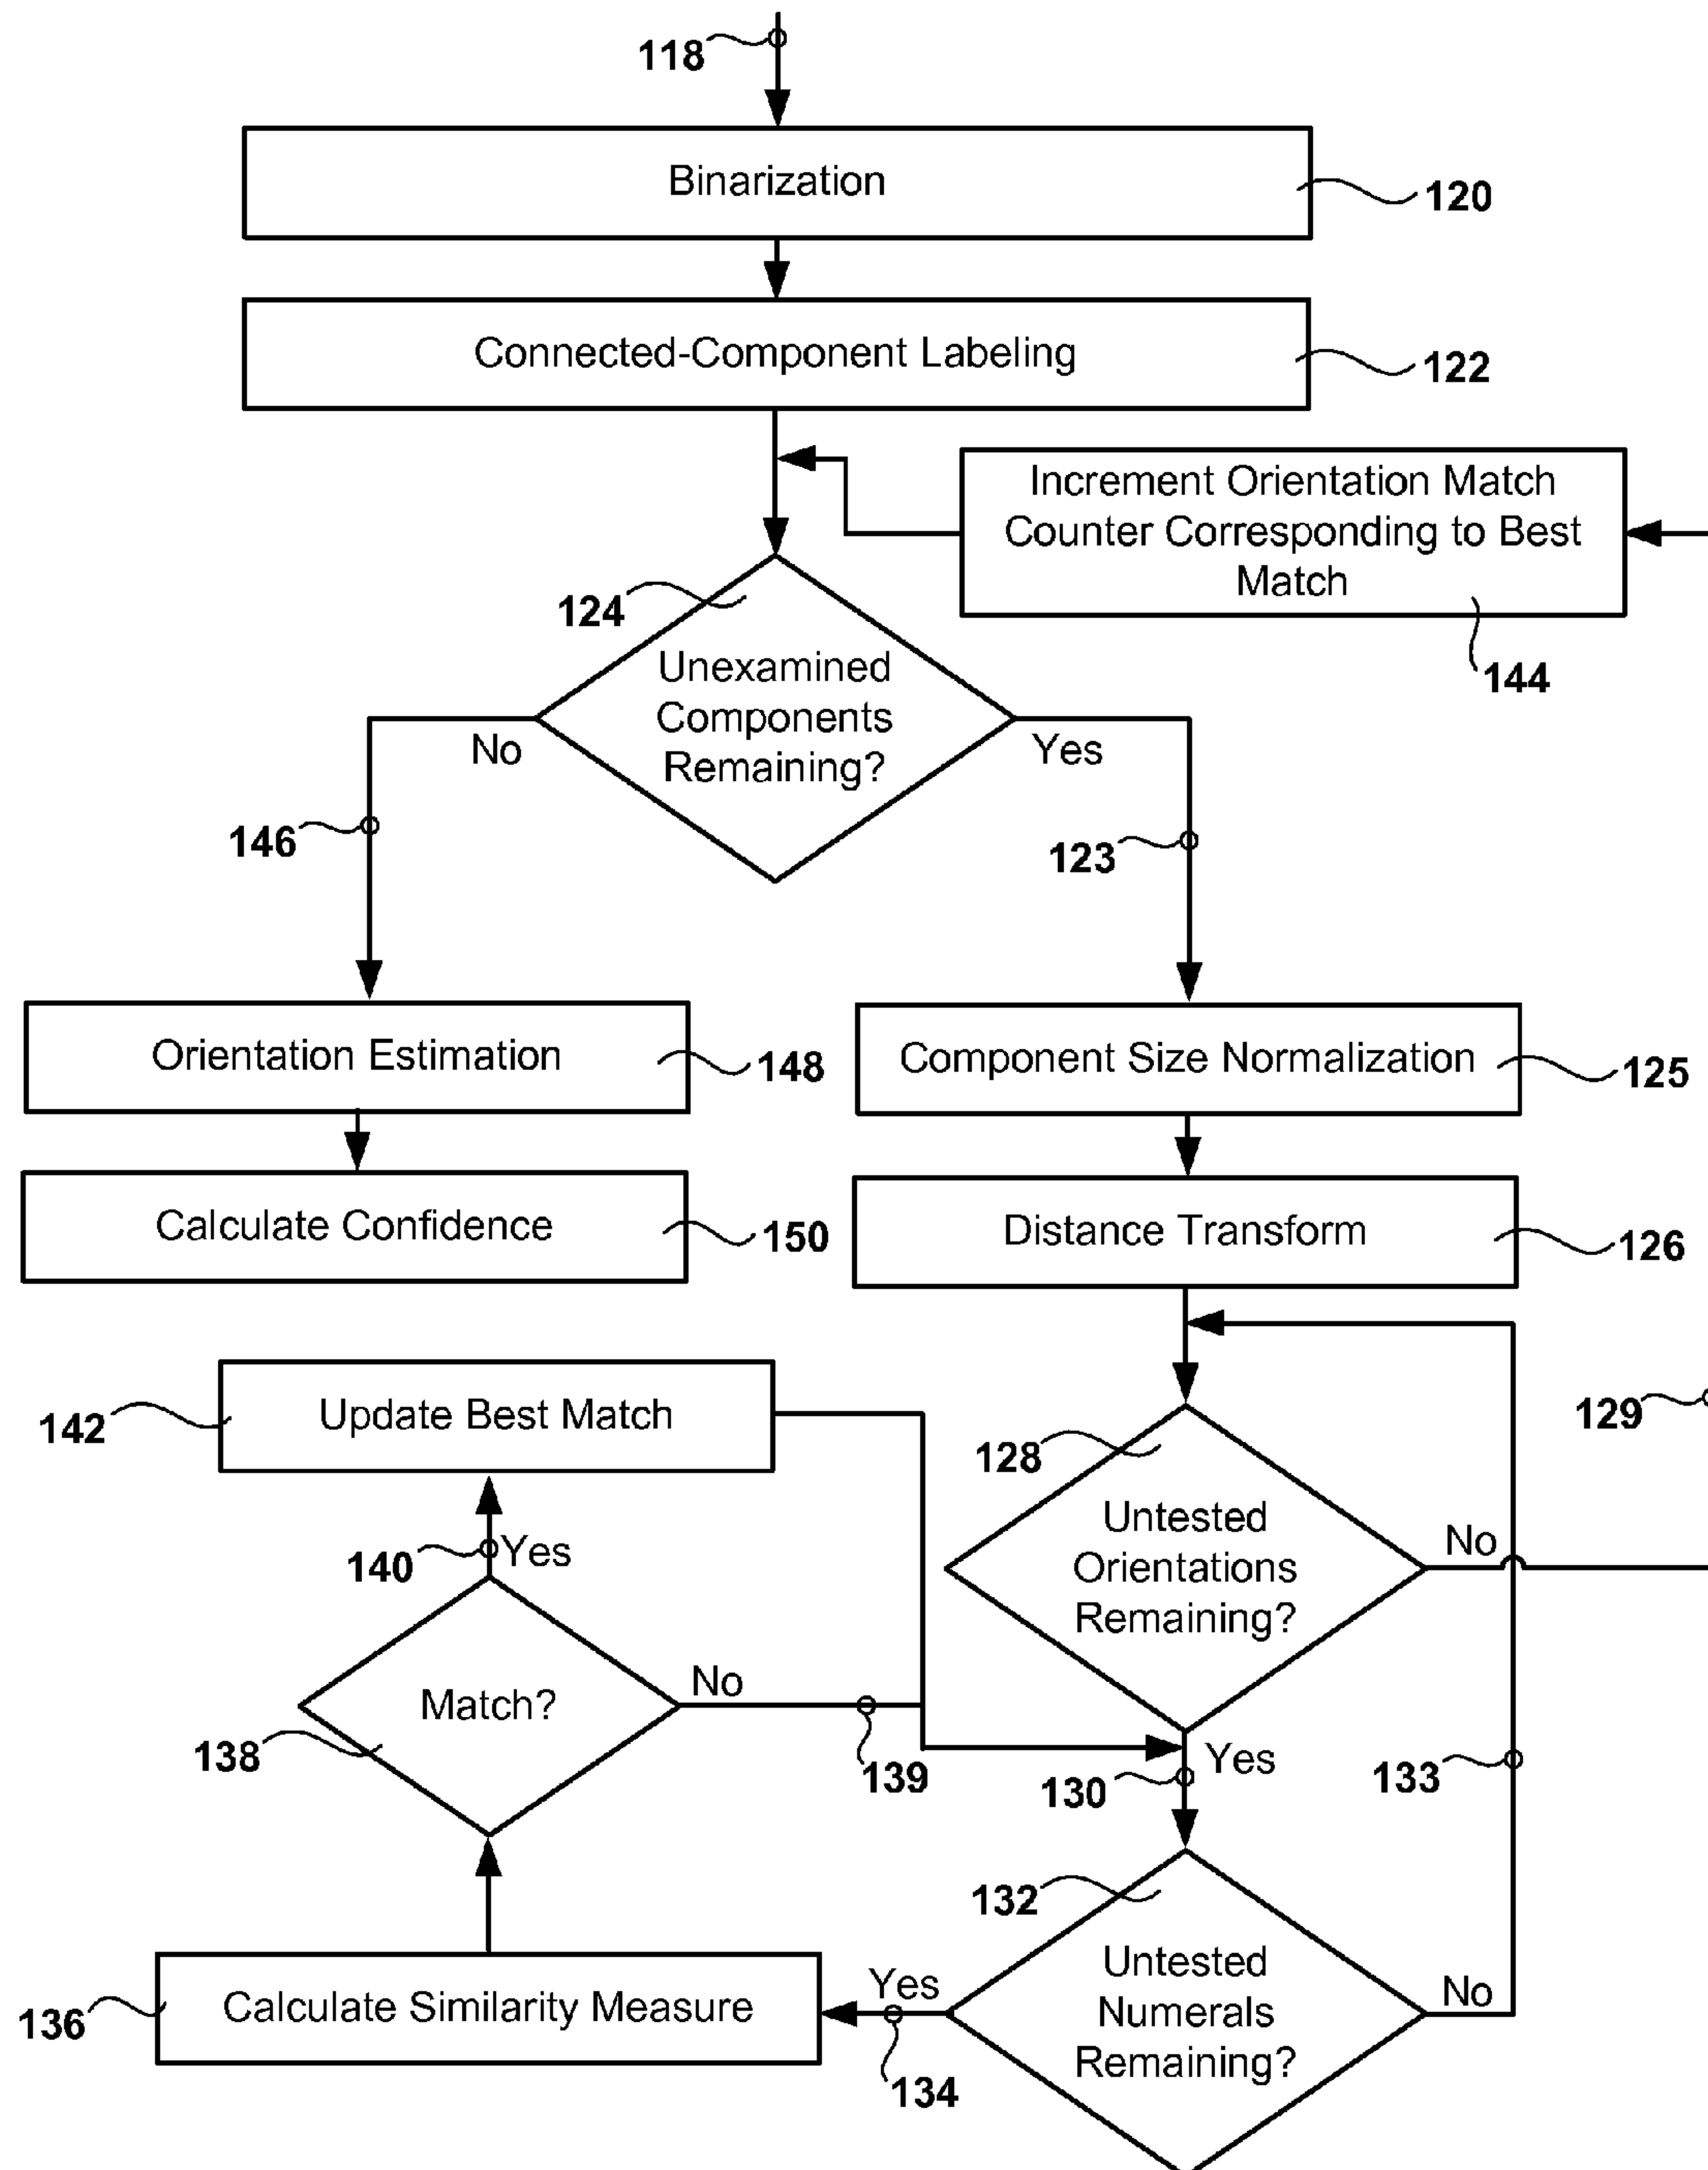 118
Binarization
120
Connected-Component Labeling
122
Increment Orientation Match
Counter Corresponding to Best
Match
144
124
Unexamined
Components
Remaining?
No
Yes
146
123
Orientation Estimation
148
Component Size Normalization
125
Calculate Confidence
150
Distance Transform
126
Update Best Match
142
129
128
Untested
Orientations
Remaining?
No
140
Yes
Match?
No
138
139
Yes
130
133
132
Untested
Numerals
Remaining?
No
Yes
134
Calculate Similarity Measure
136